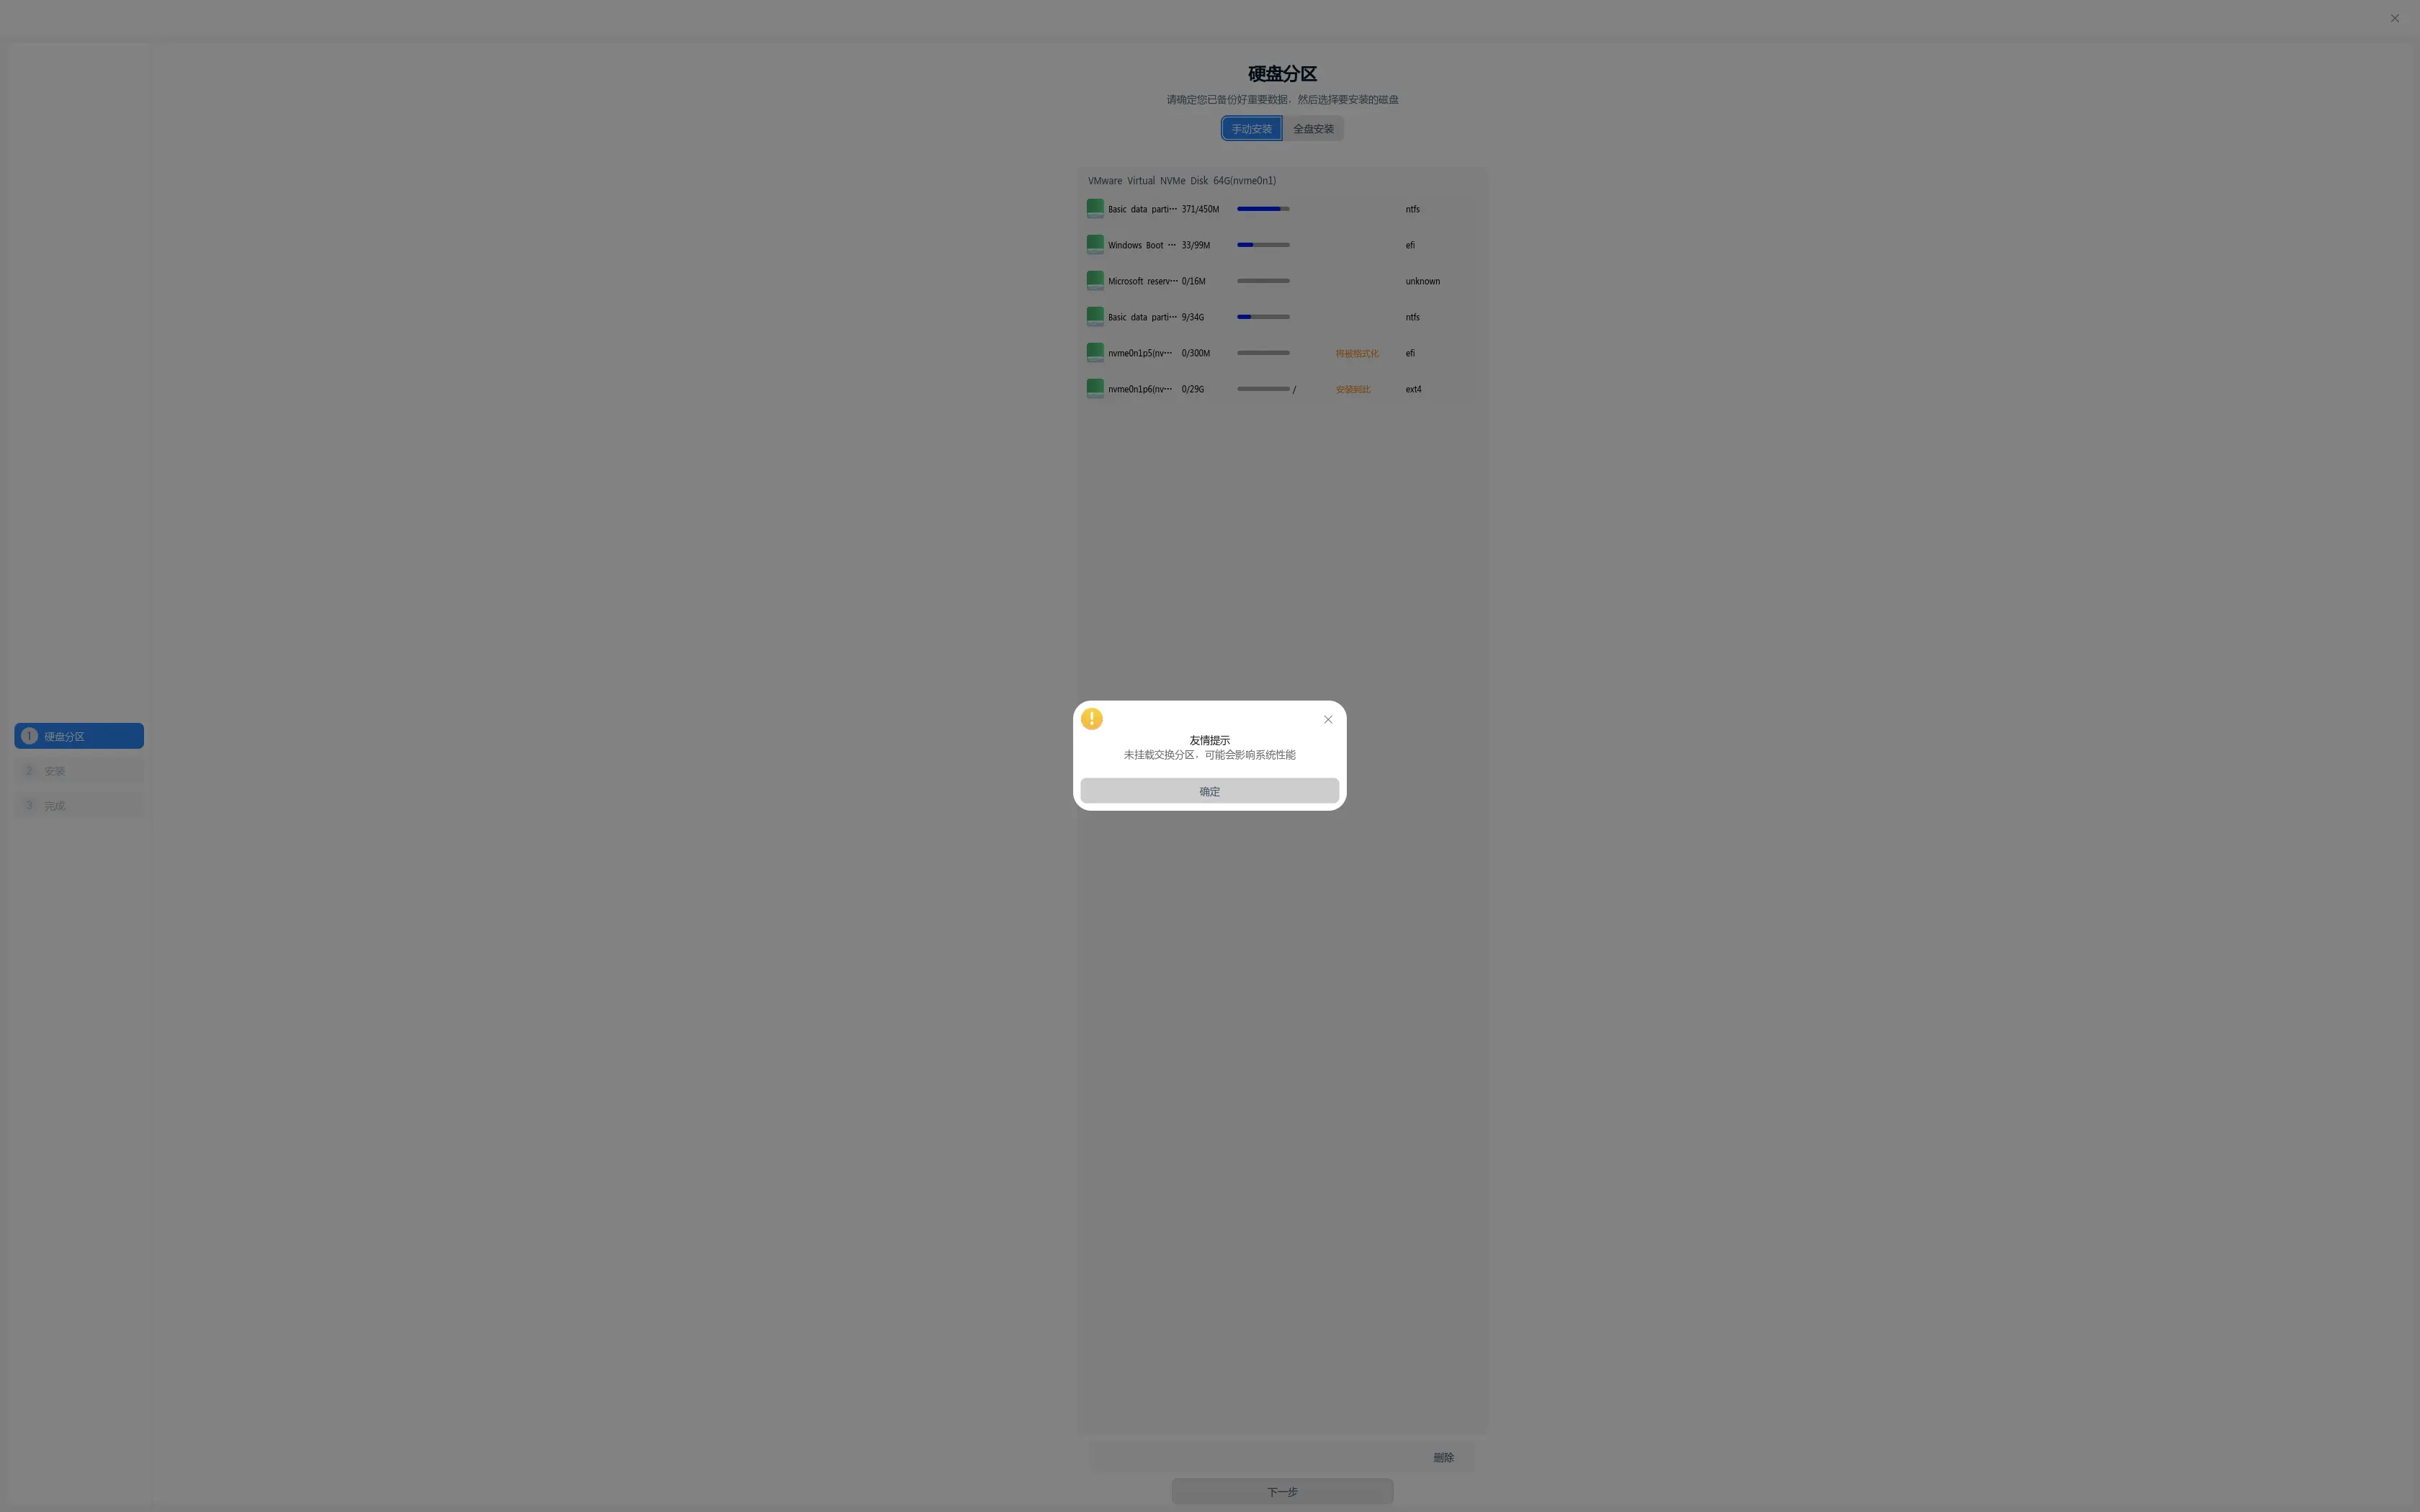 硬盘分区
请确定您已备份好重要数据，然后选择要安装的磁盘
手动安装 全盘安装
VMware Virtual NVMe Disk 64G(nvme0n1)
Basic data parti··· 371/450M ntfs
Windows Boot ··· 33/99M efi
Microsoft reserv··· 0/16M unknown
Basic data parti··· 9/34G ntfs
nvme0n1p5(nv··· 0/300M 将被格式化 efi
nvme0n1p6(nv··· 0/29G / 安装到此 ext4
1 硬盘分区
2 安装
3 完成
友情提示
未挂载交换分区，可能会影响系统性能
确定
删除
下一步